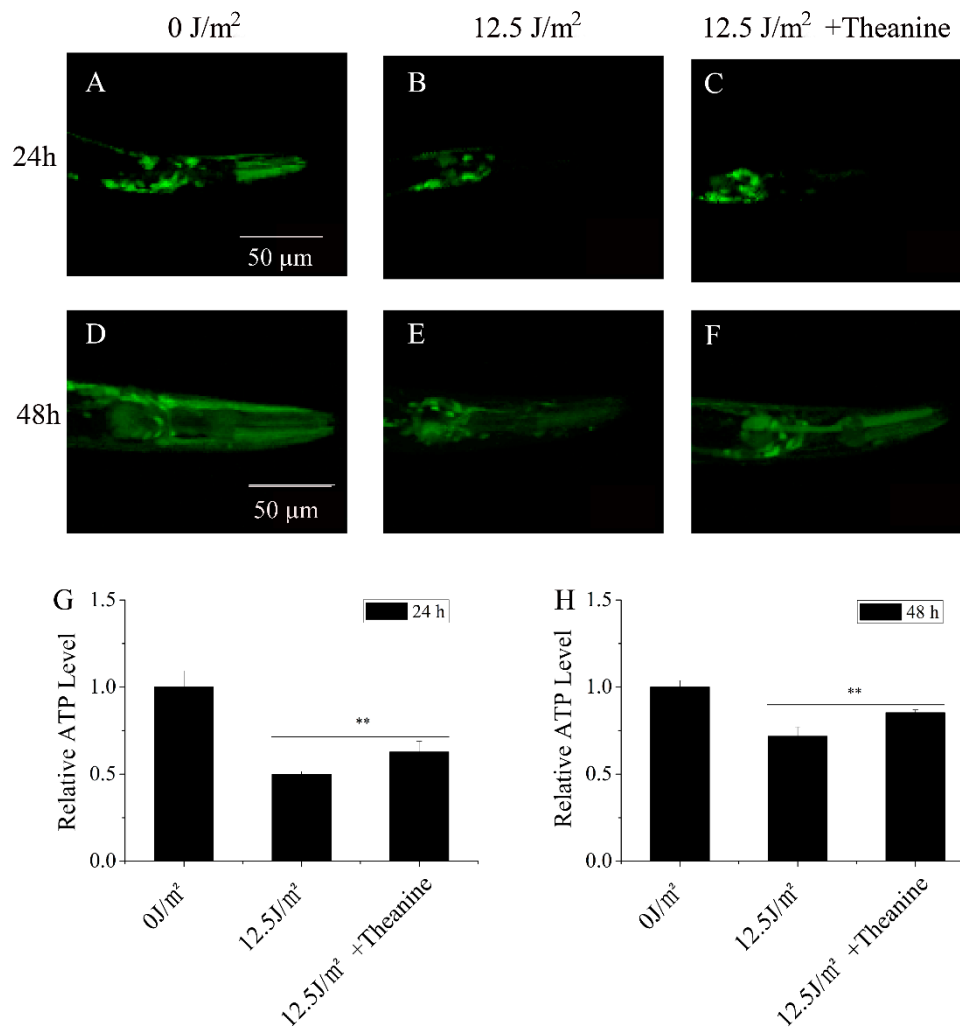 0 J/m²
12.5 J/m²
12.5 J/m² +Theanine
24h
A
B
C
50 μm
48h
D
E
F
50 μm
G
24 h
Relative ATP Level
1.5
1.0
0.5
0.0
**
0J/m²
12.5J/m²
12.5J/m² +Theanine
H
48 h
Relative ATP Level
1.5
1.0
0.5
0.0
**
0J/m²
12.5J/m²
12.5J/m² +Theanine